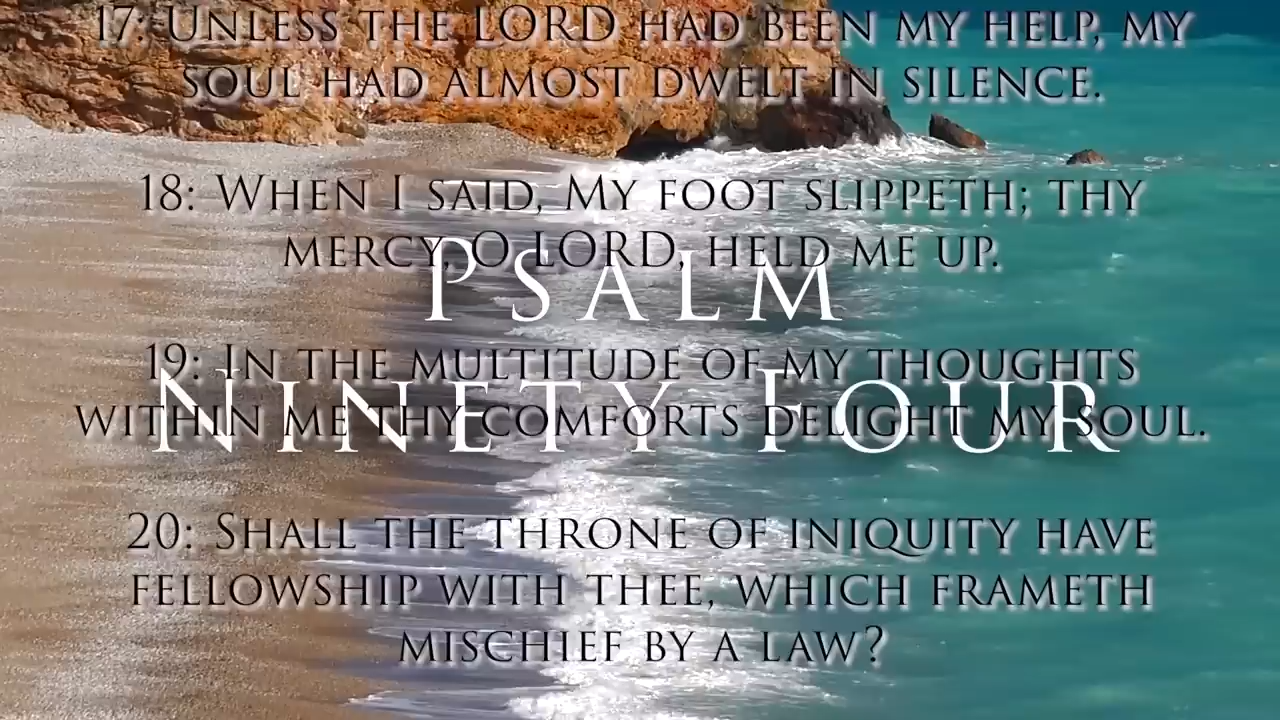 17: Unless the LORD had been my help, my
soul had almost dwelt in silence.
18: When I said, My foot slippeth; thy
mercy, O LORD, held me up.
Psalm
19: In the multitude of my thoughts
within me thy comforts delight my soul.
Ninety Four
20: Shall the throne of iniquity have
fellowship with thee, which frameth
mischief by a law?